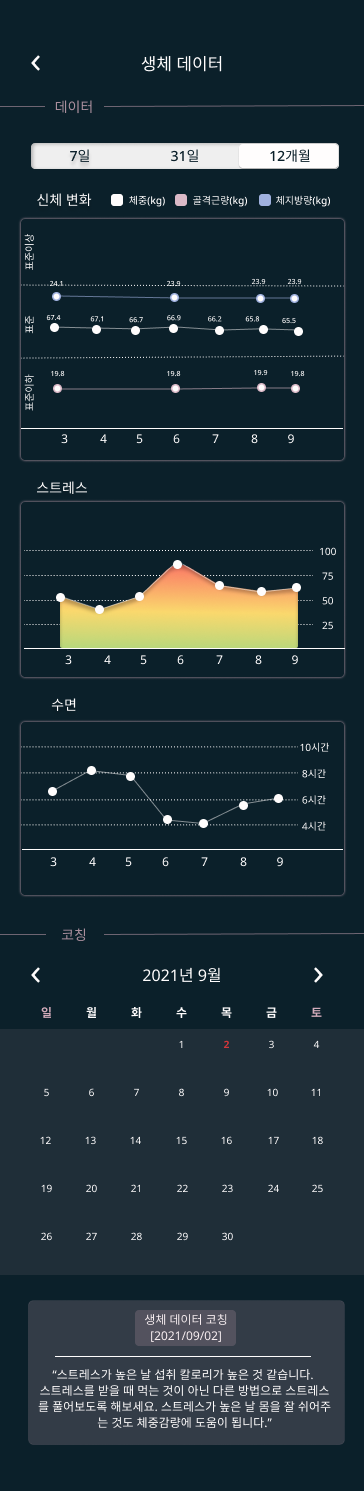 생체 데이터
데이터
7일 31일 12개월
신체 변화 체중(kg) 골격근량(kg) 체지방량(kg)
표준이상
24.1 23.9 23.9 23.9
표준
67.4 67.1 66.7 66.9 66.2 65.8 65.5
표준이하
19.8 19.8 19.9 19.8
3 4 5 6 7 8 9
스트레스
100
75
50
25
3 4 5 6 7 8 9
수면
10시간
8시간
6시간
4시간
3 4 5 6 7 8 9
코칭
2021년 9월
일 월 화 수 목 금 토
1 2 3 4
5 6 7 8 9 10 11
12 13 14 15 16 17 18
19 20 21 22 23 24 25
26 27 28 29 30
생체 데이터 코칭
[2021/09/02]
“스트레스가 높은 날 섭취 칼로리가 높은 것 같습니다.
스트레스를 받을 때 먹는 것이 아닌 다른 방법으로 스트레스
를 풀어보도록 해보세요. 스트레스가 높은 날 몸을 잘 쉬어주
는 것도 체중감량에 도움이 됩니다.”